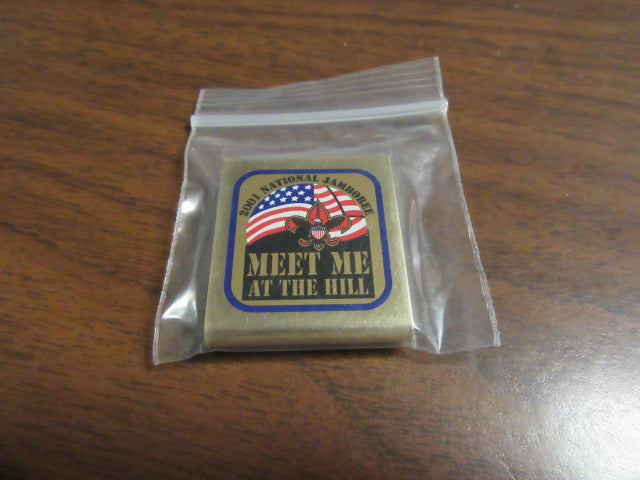 2001 NATIONAL JAMBOREE
MEET ME
AT THE HILL